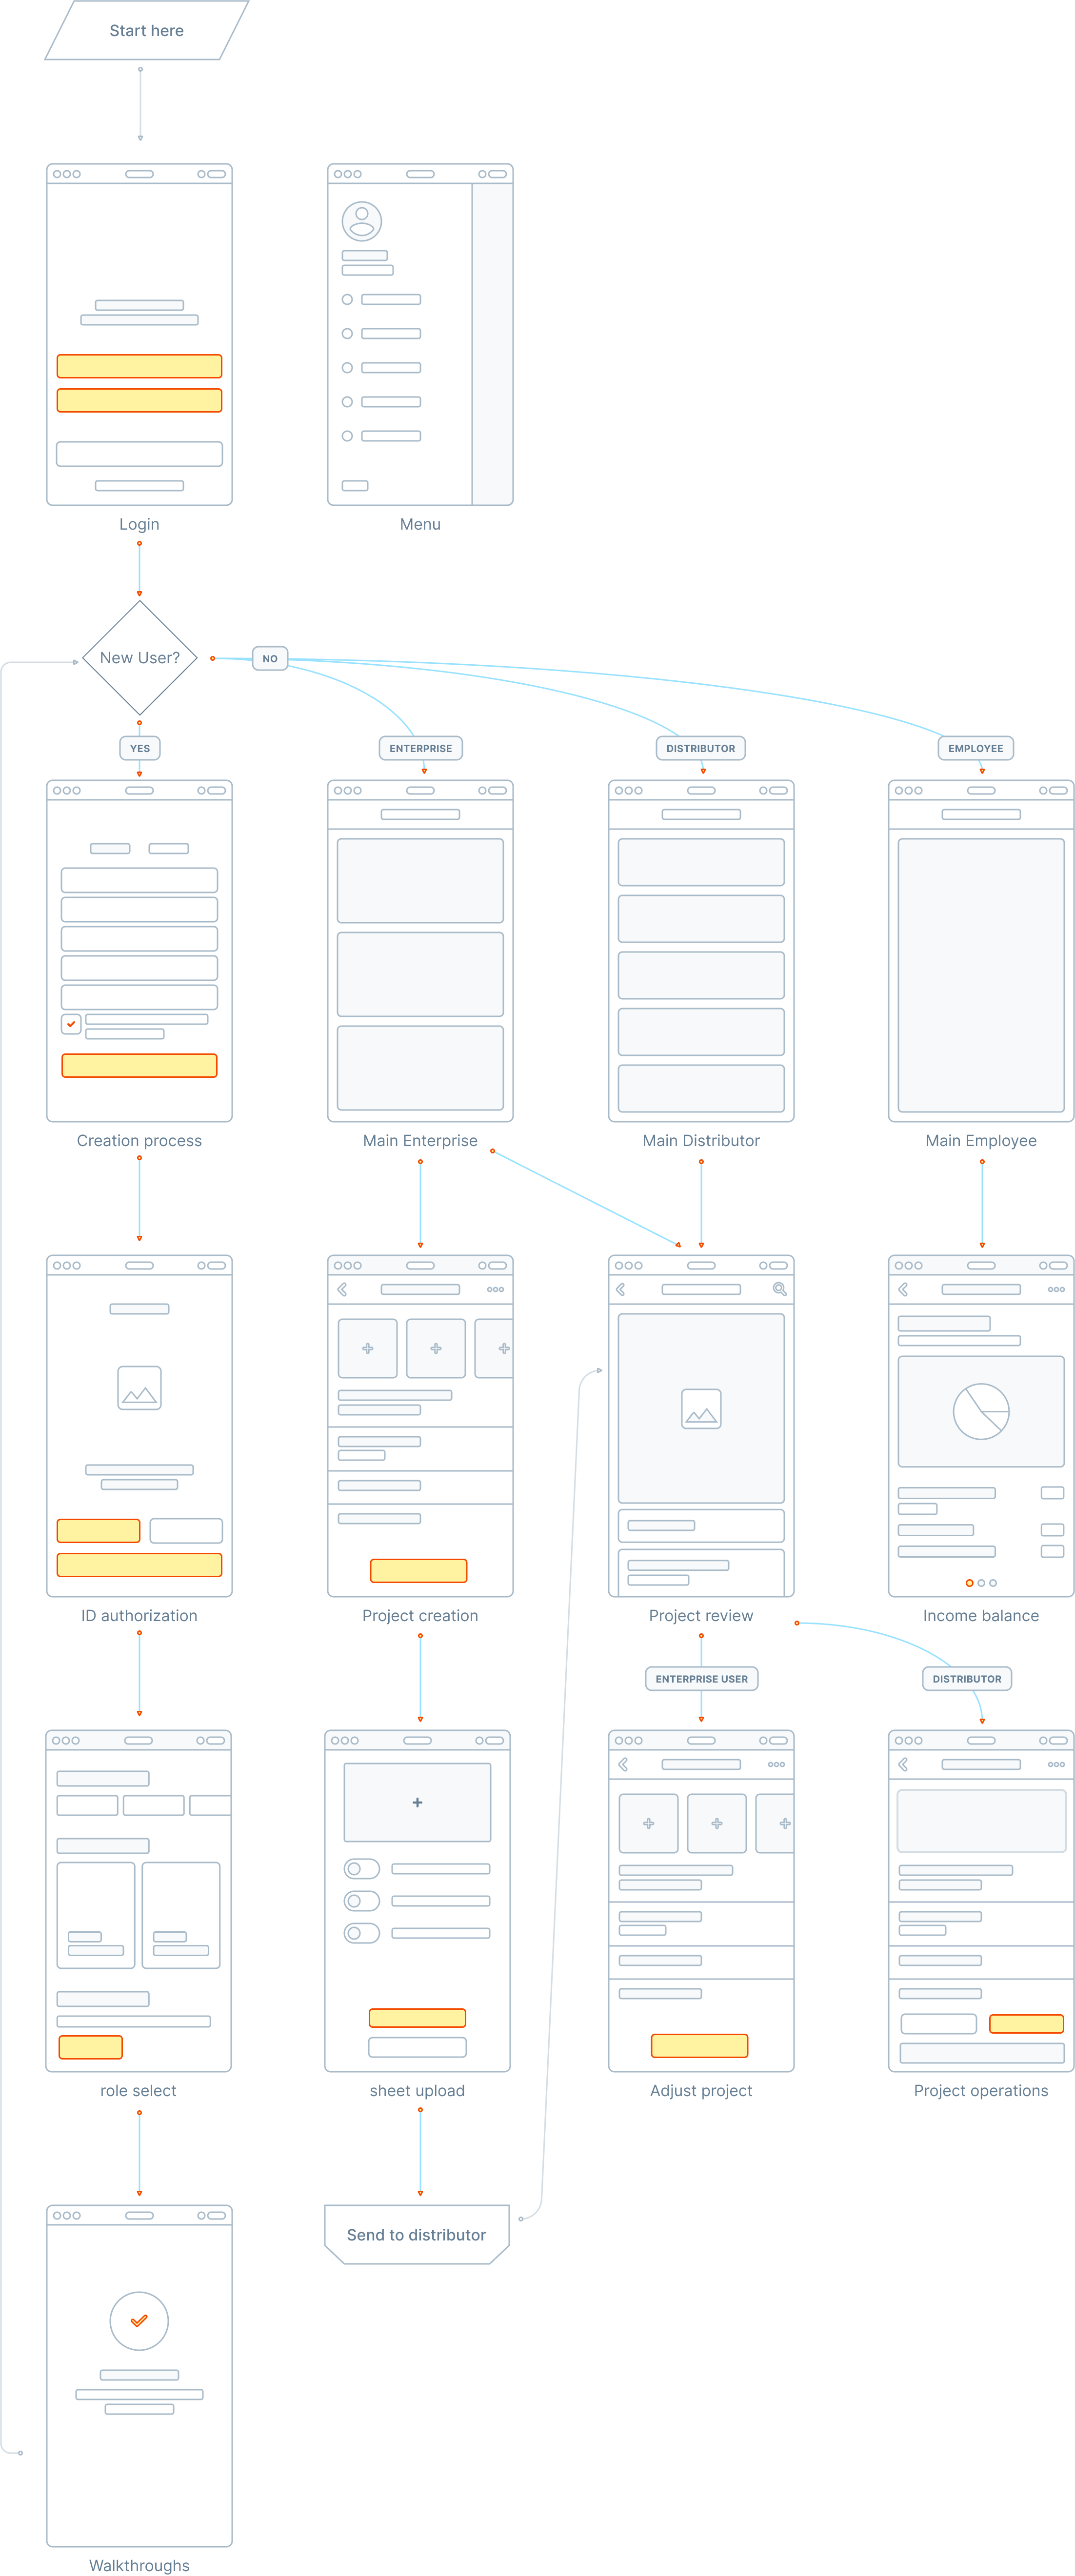 Start here
Login
Menu
New User?
NO
YES
ENTERPRISE
DISTRIBUTOR
EMPLOYEE
Creation process
Main Enterprise
Main Distributor
Main Employee
ID authorization
Project creation
Project review
Income balance
ENTERPRISE USER
DISTRIBUTOR
role select
sheet upload
Adjust project
Project operations
Send to distributor
Walkthroughs